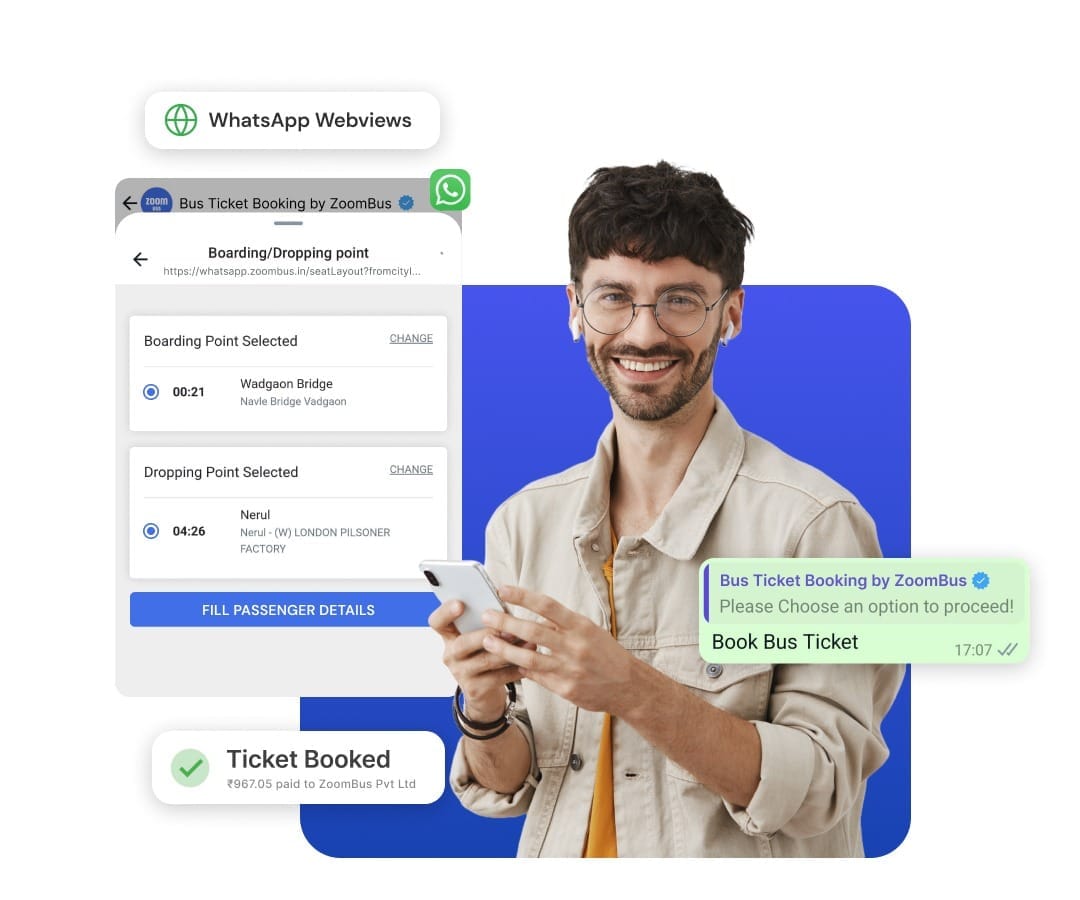 WhatsApp Webviews
zoom
BUS
Bus Ticket Booking by ZoomBus
Boarding/Dropping point
https://whatsapp.zoombus.in/seatLayout?fromcityI...
Boarding Point Selected
CHANGE
00:21
Wadgaon Bridge
Navle Bridge Vadgaon
Dropping Point Selected
CHANGE
04:26
Nerul
Nerul - (W) LONDON PILSONER
FACTORY
FILL PASSENGER DETAILS
Bus Ticket Booking by ZoomBus
Please Choose an option to proceed!
Book Bus Ticket
17:07
Ticket Booked
₹967.05 paid to ZoomBus Pvt Ltd